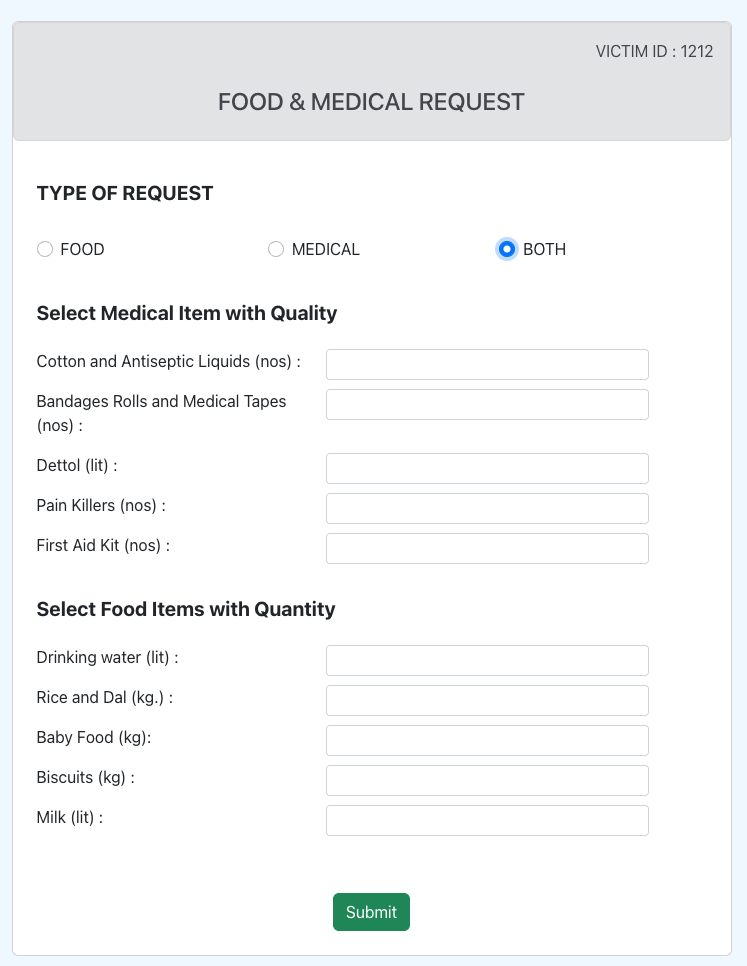 VICTIM ID : 1212
FOOD & MEDICAL REQUEST
TYPE OF REQUEST
FOOD MEDICAL BOTH
Select Medical Item with Quality
Cotton and Antiseptic Liquids (nos) :
Bandages Rolls and Medical Tapes
(nos) :
Dettol (lit) :
Pain Killers (nos) :
First Aid Kit (nos) :
Select Food Items with Quantity
Drinking water (lit) :
Rice and Dal (kg.) :
Baby Food (kg):
Biscuits (kg) :
Milk (lit) :
Submit